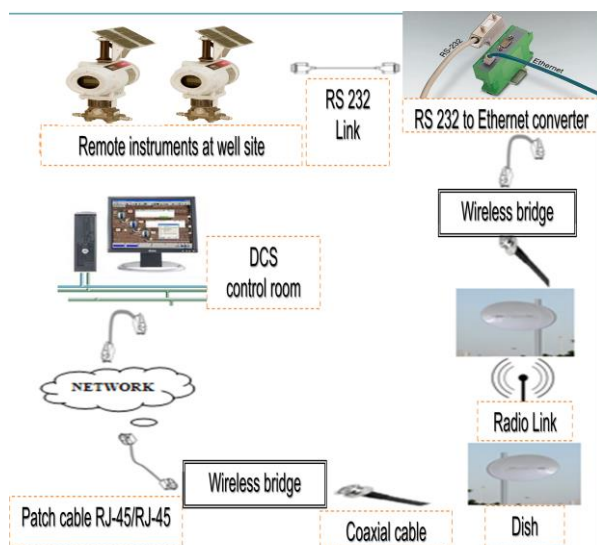 RS-232
Ethernet
Remote instruments at well site
RS 232
Link
RS 232 to Ethernet converter
Wireless bridge
DCS
control room
NETWORK
Radio Link
Wireless bridge
Patch cable RJ-45/RJ-45
Coaxial cable
Dish